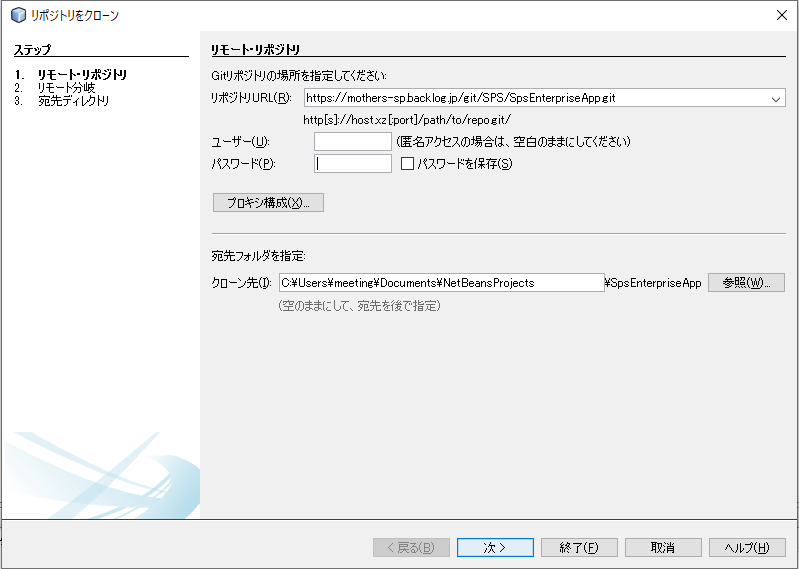 リポジトリをクローン
ステップ
1. リモート・リポジトリ
2. リモート分岐
3. 宛先ディレクトリ
リモート・リポジトリ
Gitリポジトリの場所を指定してください:
リポジトリURL(R): https://mothers-sp.backlog.jp/git/SPS/SpsEnterpriseApp.git
http[s]://host.xz[:port]/path/to/repo.git/
ユーザー(U): (匿名アクセスの場合は、空白のままにしてください)
パスワード(P): パスワードを保存(S)
プロキシ構成(X)...
宛先フォルダを指定:
クローン先(I): C:¥Users¥meeting¥Documents¥NetBeansProjects ¥SpsEnterpriseApp 参照(W)...
(空のままにして、宛先を後で指定)
< 戻る(B) 次 > 終了(F) 取消 ヘルプ(H)